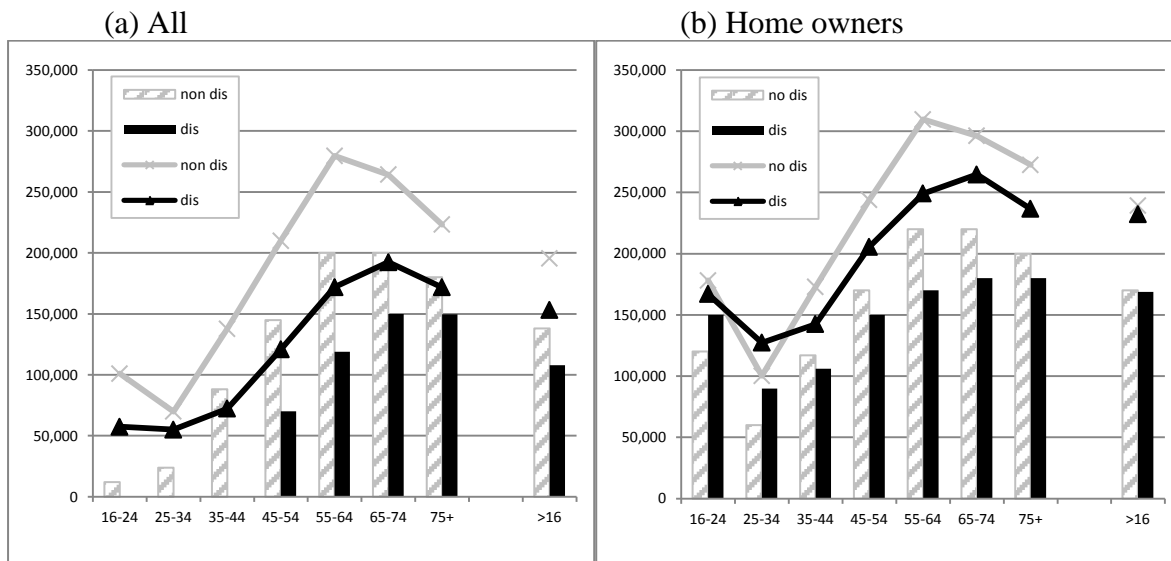 (a) All
(b) Home owners
350,000
300,000
250,000
200,000
150,000
100,000
50,000
0
non dis
dis
non dis
dis
16-24 25-34 35-44 45-54 55-64 65-74 75+ >16
350,000
300,000
250,000
200,000
150,000
100,000
50,000
0
no dis
dis
no dis
dis
16-24 25-34 35-44 45-54 55-64 65-74 75+ >16